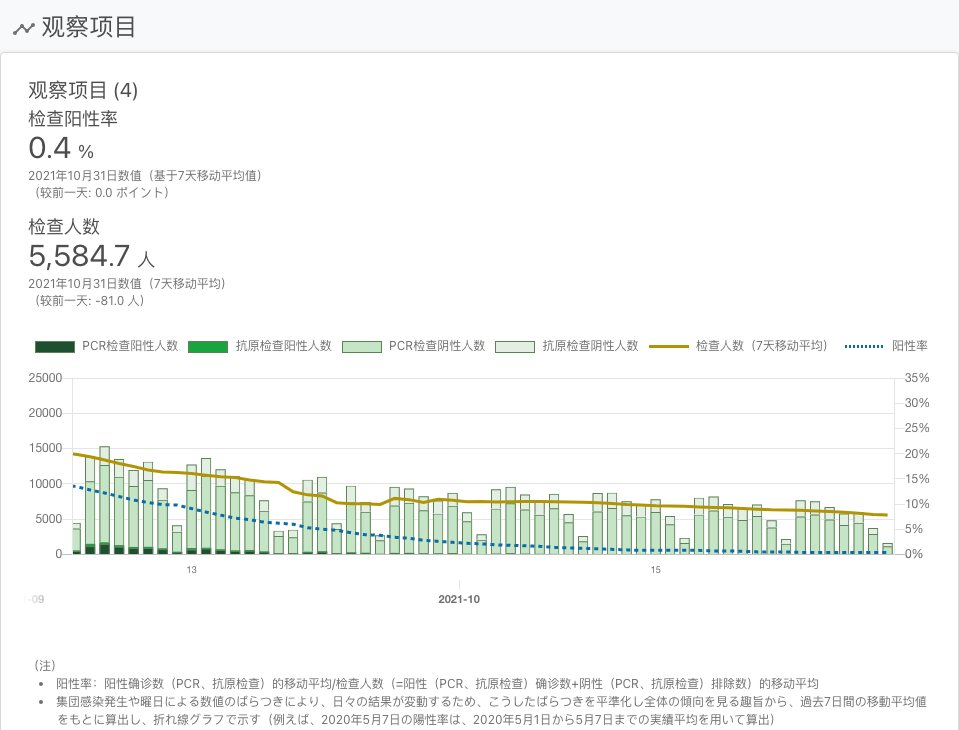 观察项目
观察项目 (4)
检查阳性率
0.4 %
2021年10月31日数值（基于7天移动平均值）
（较前一天: 0.0 ポイント）
检查人数
5,584.7 人
2021年10月31日数值（7天移动平均）
（较前一天: -81.0 人）
PCR检查阳性人数 抗原检查阳性人数 PCR检查阴性人数 抗原检查阴性人数 检查人数（7天移动平均） 阳性率
25000 35%
20000 30%
25%
15000 20%
10000 15%
10%
5000 5%
0 0%
13 15
-09 2021-10
（注）
• 阳性率：阳性确诊数（PCR、抗原检查）的移动平均/检查人数（=阳性（PCR、抗原检查）确诊数+阴性（PCR、抗原检查）排除数）的移动平均
• 集団感染発生や曜日による数値のばらつきにより、日々の結果が変動するため、こうしたばらつきを平準化し全体の傾向を見る趣旨から、過去7日間の移動平均値
をもとに算出し、折れ線グラフで示す（例えば、2020年5月7日の陽性率は、2020年5月1日から5月7日までの実績平均を用いて算出）